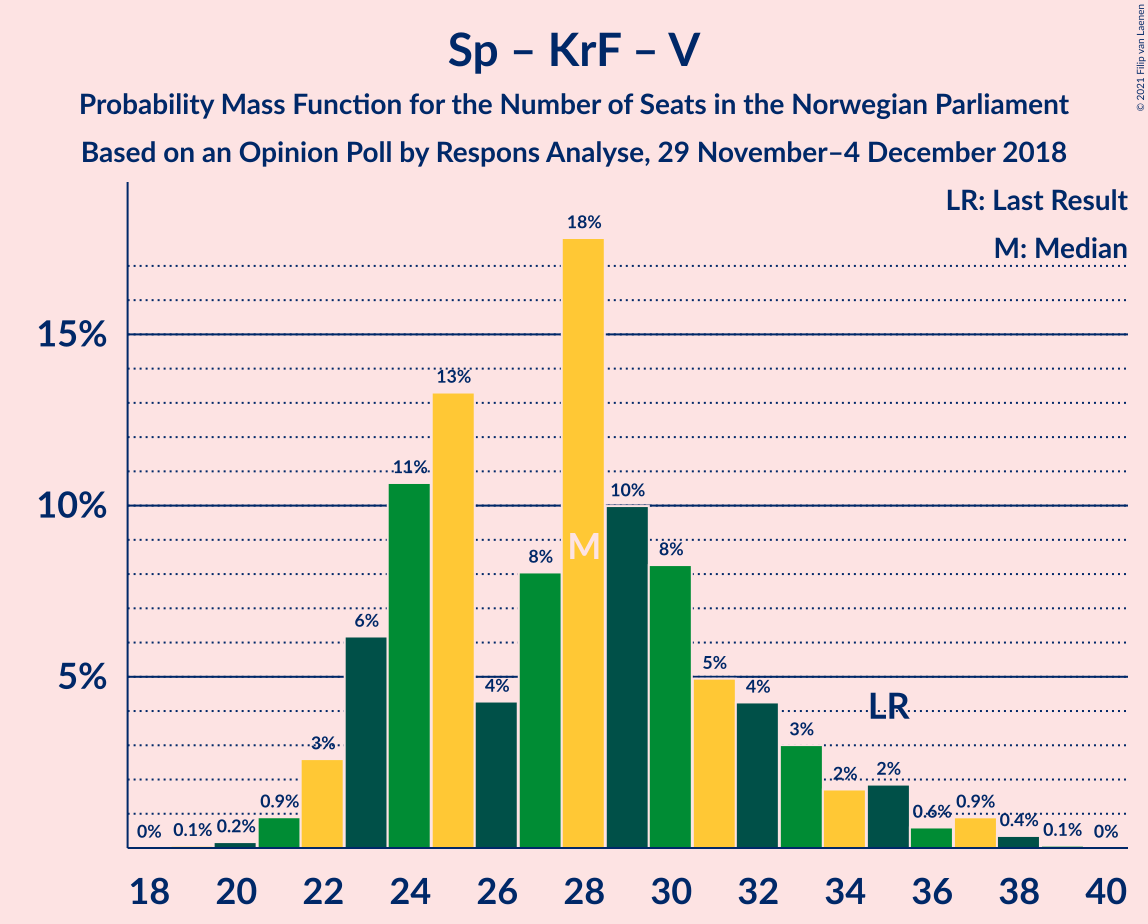 Sp – KrF – V
Probability Mass Function for the Number of Seats in the Norwegian Parliament
Based on an Opinion Poll by Respons Analyse, 29 November–4 December 2018
© 2021 Filip van Laenen
LR: Last Result
M: Median
15%
10%
5%
0%
0.1%
0.2%
0.9%
3%
6%
11%
13%
4%
8%
18%
M
10%
8%
5%
4%
3%
2%
LR
2%
0.6%
0.9%
0.4%
0.1%
0%
18 20 22 24 26 28 30 32 34 36 38 40